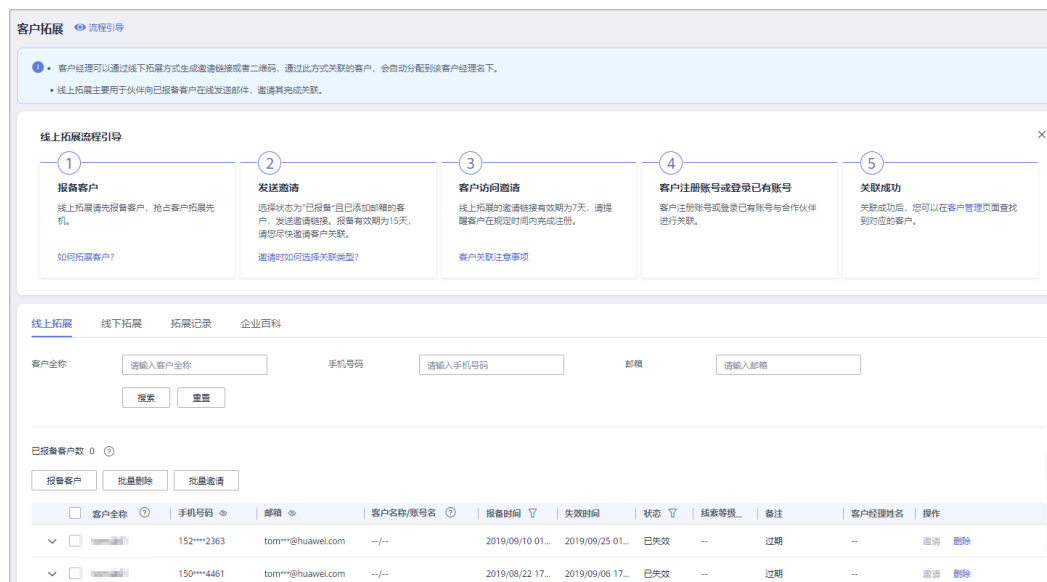 客户拓展 流程引导
• 客户经理可以通过线下拓展方式生成邀请链接或者二维码，通过此方式关联的客户，会自动分配到该客户经理名下。
• 线上拓展主要用于伙伴向已报备客户在线发送邮件，邀请其完成关联。
线上拓展流程引导
1 2 3 4 5
报备客户 发送邀请 客户访问邀请 客户注册账号或登录已有账号 关联成功
线上拓展请先报备客户，抢占客户拓展先
机。
选择状态为"已报备"且已添加邮箱的客
户，发送邀请链接。报备有效期为15天，
请您尽快邀请客户关联。
线上拓展的邀请链接有效期为7天，请提
醒客户在规定时间内完成注册。
客户注册账号或登录已有账号与合作伙伴
进行关联。
关联成功后，您可以在客户管理页面查找
到对应的客户。
如何拓展客户? 邀请时如何选择关联类型? 客户关联注意事项
线上拓展 线下拓展 拓展记录 企业百科
客户全称 请输入客户全称 手机号码 请输入手机号码 邮箱 请输入邮箱
搜索 重置
已报备客户数 0
报备客户 批量删除 批量邀请
客户全称 手机号码 邮箱 客户名称/账号名 报备时间 失效时间 状态 线索等级... 备注 客户经理姓名 操作
152****2363 tom***@huawei.com --/-- 2019/09/10 01... 2019/09/25 01... 已失效 -- 过期 -- 邀请 删除
150****4461 tom***@huawei.com --/-- 2019/08/22 17... 2019/09/06 17... 已失效 -- 过期 -- 邀请 删除